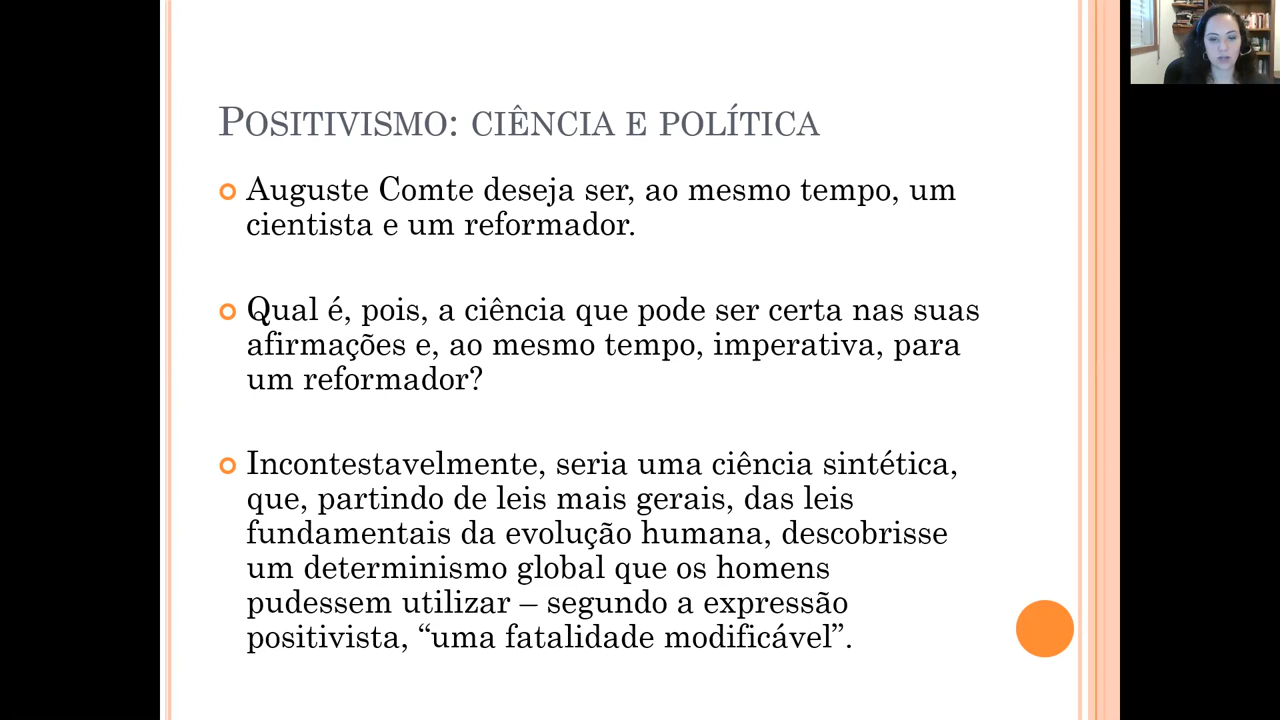 Positivismo: ciência e política
Auguste Comte deseja ser, ao mesmo tempo, um
cientista e um reformador.
Qual é, pois, a ciência que pode ser certa nas suas
afirmações e, ao mesmo tempo, imperativa, para
um reformador?
Incontestavelmente, seria uma ciência sintética,
que, partindo de leis mais gerais, das leis
fundamentais da evolução humana, descobrisse
um determinismo global que os homens
pudessem utilizar – segundo a expressão
positivista, “uma fatalidade modificável”.